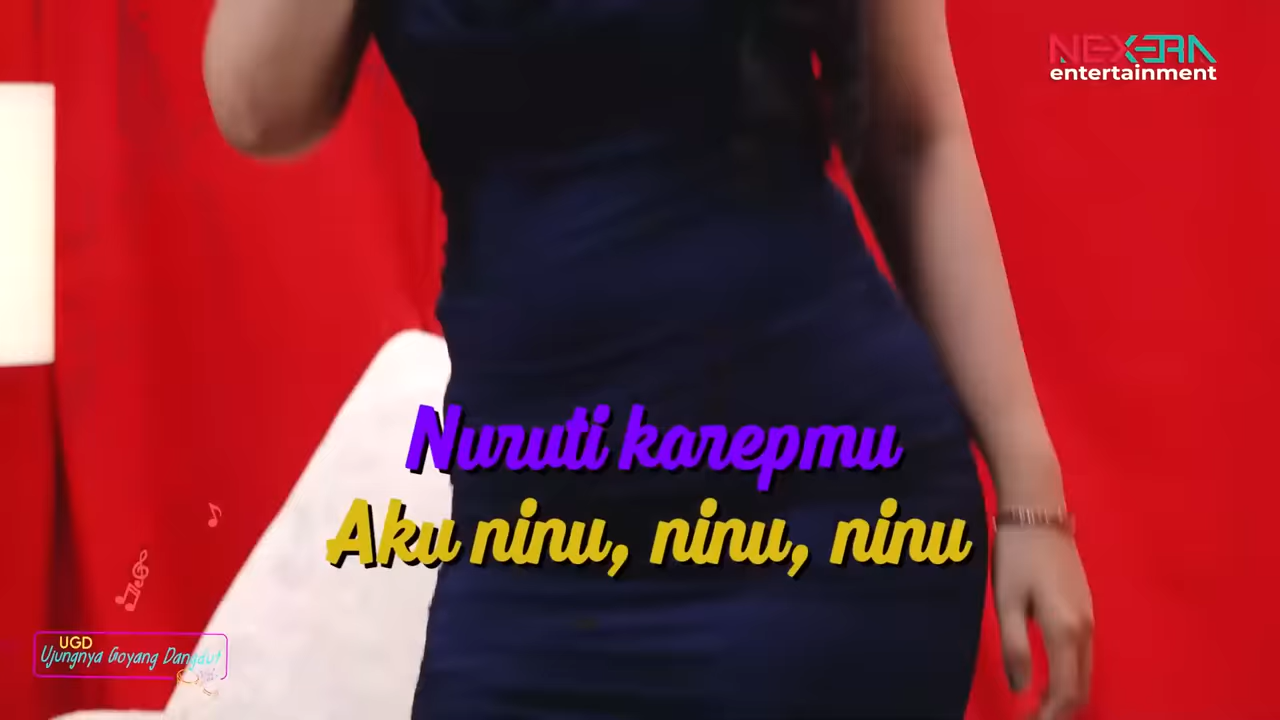 NEXERA
entertainment
Nuruti karepmu
Aku ninu, ninu, ninu
UGD
Ujungnya Goyang Dangdut